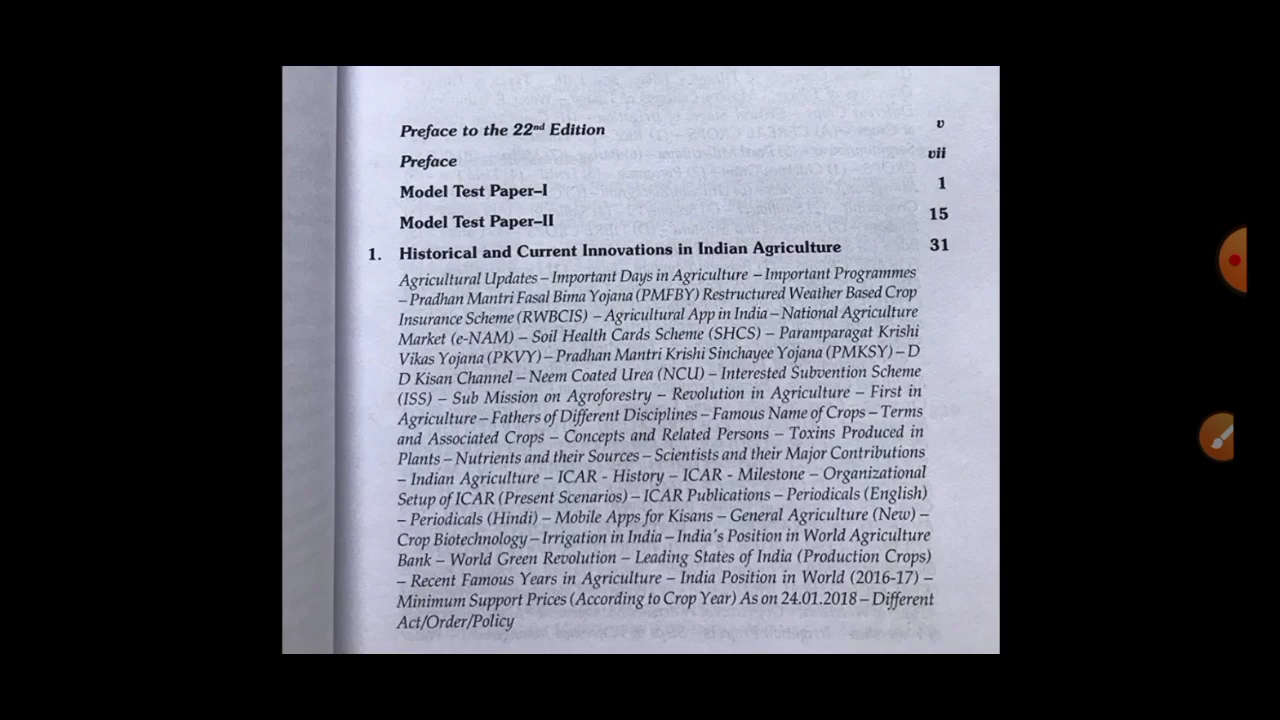 Preface to the 22nd Edition v
Preface vii
Model Test Paper–I 1
Model Test Paper–II 15
1. Historical and Current Innovations in Indian Agriculture 31
Agricultural Updates – Important Days in Agriculture – Important Programmes
– Pradhan Mantri Fasal Bima Yojana (PMFBY) Restructured Weather Based Crop
Insurance Scheme (RWBCIS) – Agricultural App in India – National Agriculture
Market (e-NAM) – Soil Health Cards Scheme (SHCS) – Paramparagat Krishi
Vikas Yojana (PKVY) – Pradhan Mantri Krishi Sinchayee Yojana (PMKSY) – D
D Kisan Channel – Neem Coated Urea (NCU) – Interested Subvention Scheme
(ISS) – Sub Mission on Agroforestry – Revolution in Agriculture – First in
Agriculture – Fathers of Different Disciplines – Famous Name of Crops – Terms
and Associated Crops – Concepts and Related Persons – Toxins Produced in
Plants – Nutrients and their Sources – Scientists and their Major Contributions
– Indian Agriculture – ICAR - History – ICAR - Milestone – Organizational
Setup of ICAR (Present Scenarios) – ICAR Publications – Periodicals (English)
– Periodicals (Hindi) – Mobile Apps for Kisans – General Agriculture (New) –
Crop Biotechnology – Irrigation in India – India's Position in World Agriculture
Bank – World Green Revolution – Leading States of India (Production Crops)
– Recent Famous Years in Agriculture – India Position in World (2016-17) –
Minimum Support Prices (According to Crop Year) As on 24.01.2018 – Different
Act/Order/Policy